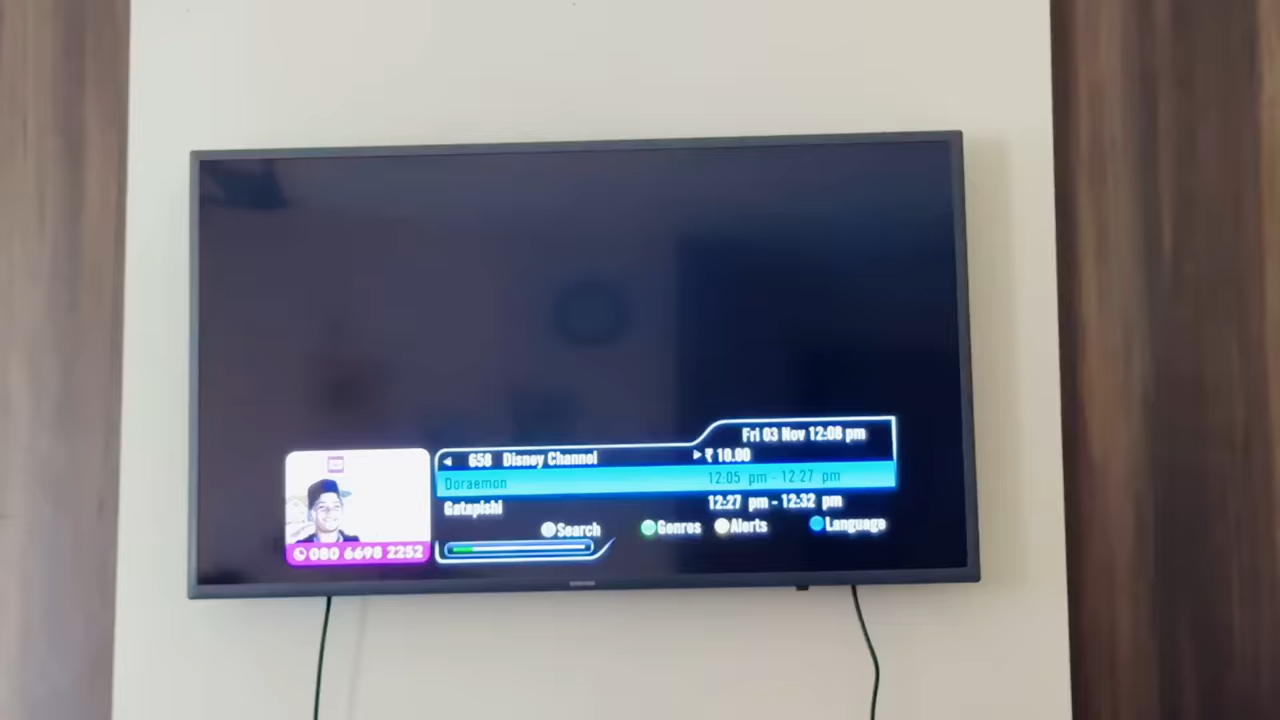 Fri 03 Nov 12:08 pm
658 Disney Channel ₹ 10.00
Doraemon 12:05 pm - 12:27 pm
Gatapishi 12:27 pm - 12:32 pm
Search Genres Alerts Language
080 6698 2252